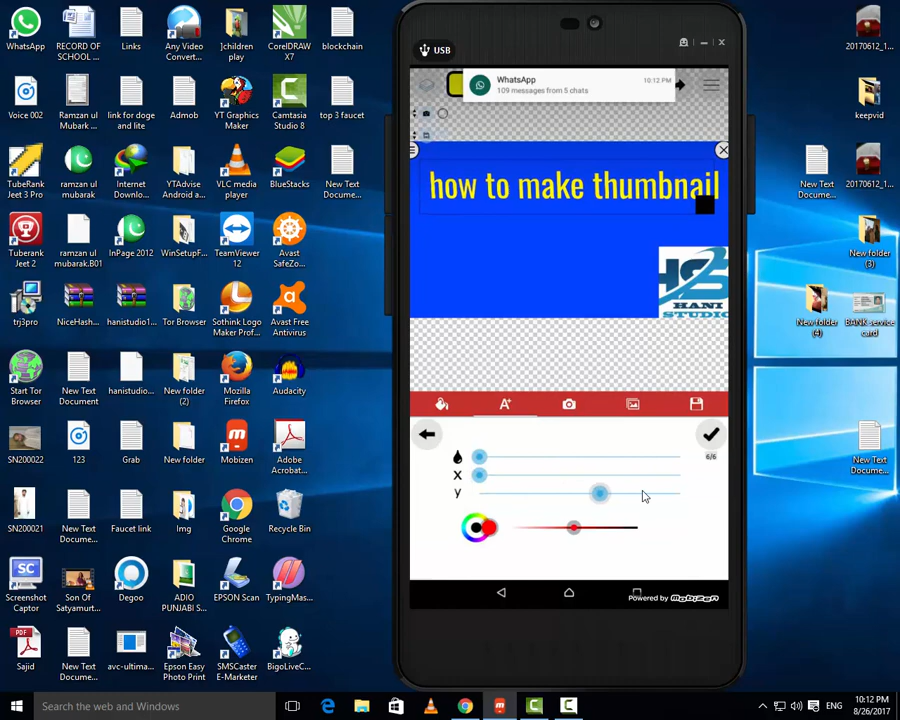 WhatsApp
RECORD OF SCHOOL ...
Links
Any Video Convert...
]children play
CorelDRAW X7
blockchain
Voice 002
Ramzan ul Mubark ...
link for doge and lite
Admob
YT Graphics Maker
Camtasia Studio 8
top 3 faucet
TubeRank Jeet 3 Pro
ramzan ul mubarak
Internet Downlo...
YTAdvise Android ...
VLC media player
BlueStacks
New Text Docume...
Tuberank Jeet 2
ramzan ul mubarak.B01
InPage 2012
WinSetupF...
TeamViewer 12
Avast SafeZo...
trj3pro
NiceHash...
hanistudio1...
Tor Browser
Sothink Logo Maker Prof...
Avast Free Antivirus
Start Tor Browser
New Text Docume...
hanistudio...
New folder (2)
Mozilla Firefox
Audacity
SN200022
123
Grab
New folder
Mobizen
Adobe Acrobat...
SN200021
New Text Docume...
Faucet link
Img
Google Chrome
Recycle Bin
Screenshot Captor
Son Of Satyamurt...
Degoo
ADIO PUNJABI S...
EPSON Scan
TypingMas...
Sajid
New Text Docume...
avc-ultima...
Epson Easy Photo Print
SMSCaster E-Marketer
BigoLiveC...
USB
WhatsApp 10:12 PM
109 messages from 5 chats
how to make thumbnail
HS
HANI
STUDIO
A+
6/6
x
y
Powered by mobizen
20170612_...
keepvid
New Text Docume...
20170612_...
New folder (3)
New folder (4)
BANK service card
New Text Docume...
Search the web and Windows
ENG
10:12 PM
8/26/2017